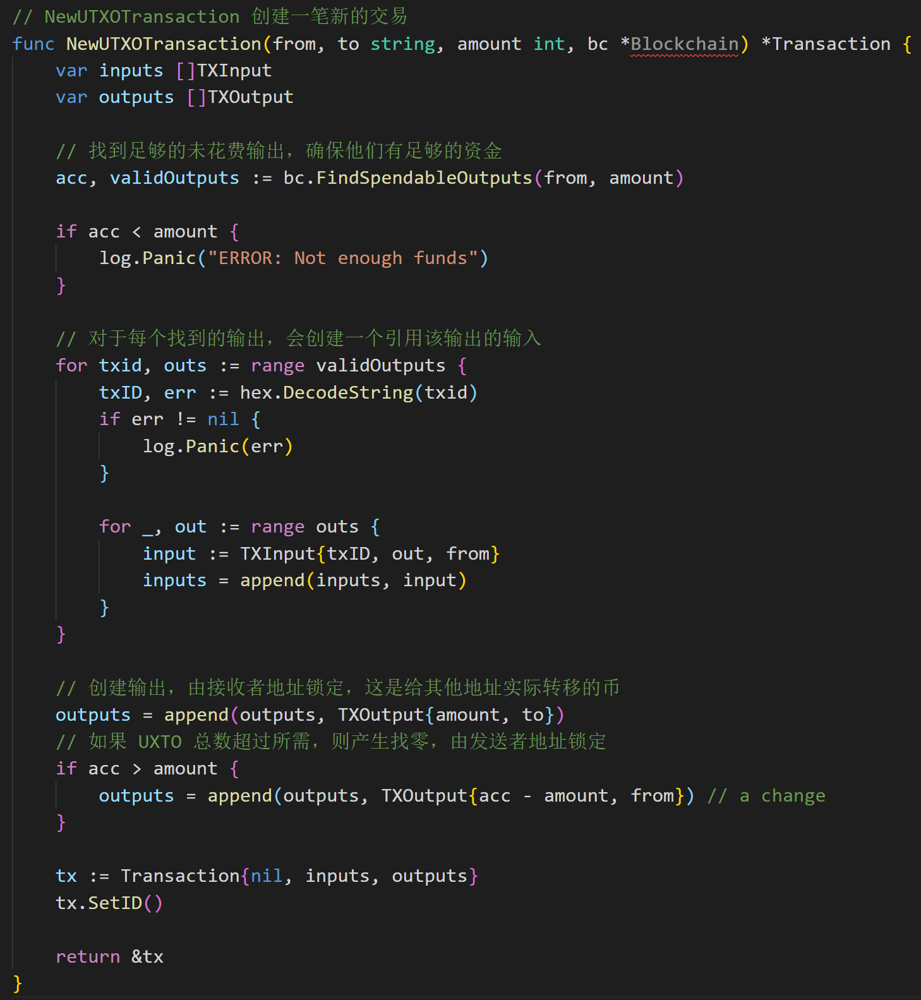 // NewUTXOTransaction 创建一笔新的交易
func NewUTXOTransaction(from, to string, amount int, bc *Blockchain) *Transaction {
    var inputs []TXInput
    var outputs []TXOutput

    // 找到足够的未花费输出，确保他们有足够的资金
    acc, validOutputs := bc.FindSpendableOutputs(from, amount)

    if acc < amount {
        log.Panic("ERROR: Not enough funds")
    }

    // 对于每个找到的输出，会创建一个引用该输出的输入
    for txid, outs := range validOutputs {
        txID, err := hex.DecodeString(txid)
        if err != nil {
            log.Panic(err)
        }

        for _, out := range outs {
            input := TXInput{txID, out, from}
            inputs = append(inputs, input)
        }
    }

    // 创建输出，由接收者地址锁定，这是给其他地址实际转移的币
    outputs = append(outputs, TXOutput{amount, to})
    // 如果 UXTO 总数超过所需，则产生找零，由发送者地址锁定
    if acc > amount {
        outputs = append(outputs, TXOutput{acc - amount, from}) // a change
    }

    tx := Transaction{nil, inputs, outputs}
    tx.SetID()

    return &tx
}